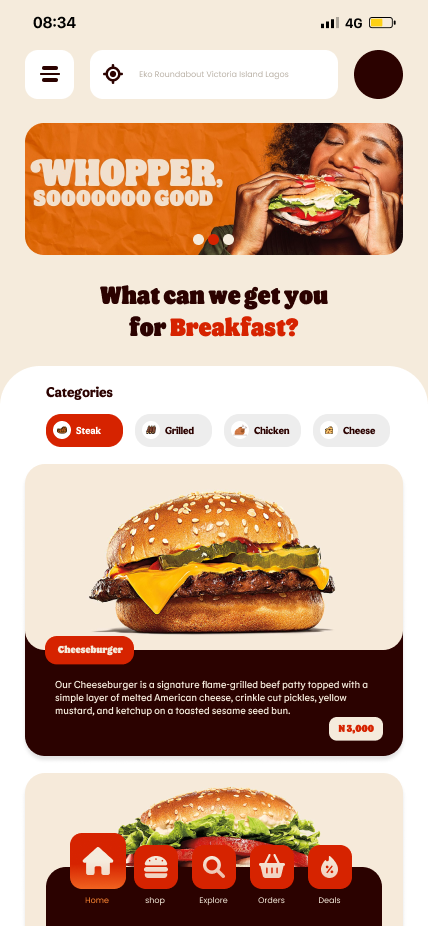 08:34
4G
Eko Roundabout Victoria Island Lagos
WHOPPER,
SOOOOOOO GOOD
What can we get you
for Breakfast?
Categories
Steak
Grilled
Chicken
Cheese
Cheeseburger
Our Cheeseburger is a signature flame-grilled beef patty topped with a
simple layer of melted American cheese, crinkle cut pickles, yellow
mustard, and ketchup on a toasted sesame seed bun.
N 3,000
Home
shop
Explore
Orders
Deals